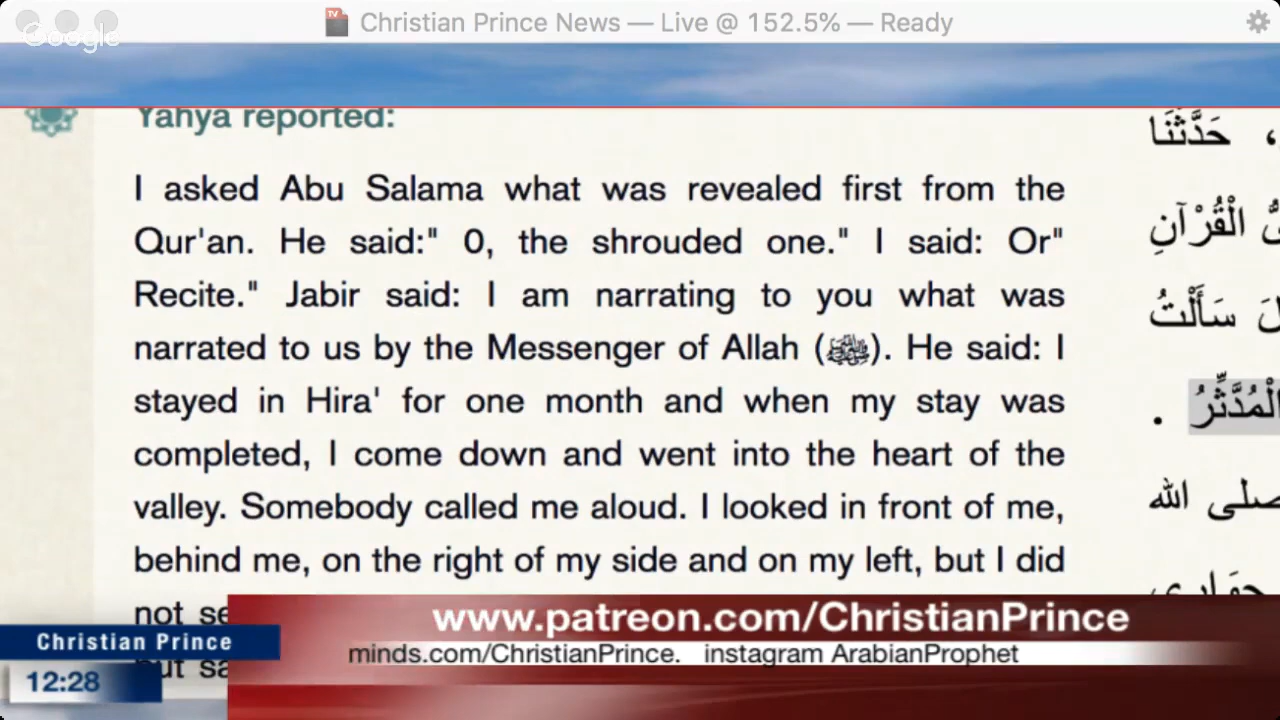 Google
TV
Christian Prince News — Live @ 152.5% — Ready
Yahya reported:
I asked Abu Salama what was revealed first from the
Qur'an. He said:" 0, the shrouded one." I said: Or"
Recite." Jabir said: I am narrating to you what was
narrated to us by the Messenger of Allah (ﷺ). He said: I
stayed in Hira' for one month and when my stay was
completed, I come down and went into the heart of the
valley. Somebody called me aloud. I looked in front of me,
behind me, on the right of my side and on my left, but I did
not se
ut sa
، حَدَّثَنَا
الْقُرْآنِ
سَأَلْتُ
الْمُدَّثِّرُ .
صلى الله
www.patreon.com/ChristianPrince
Christian Prince
minds.com/ChristianPrince. instagram ArabianProphet
12:28